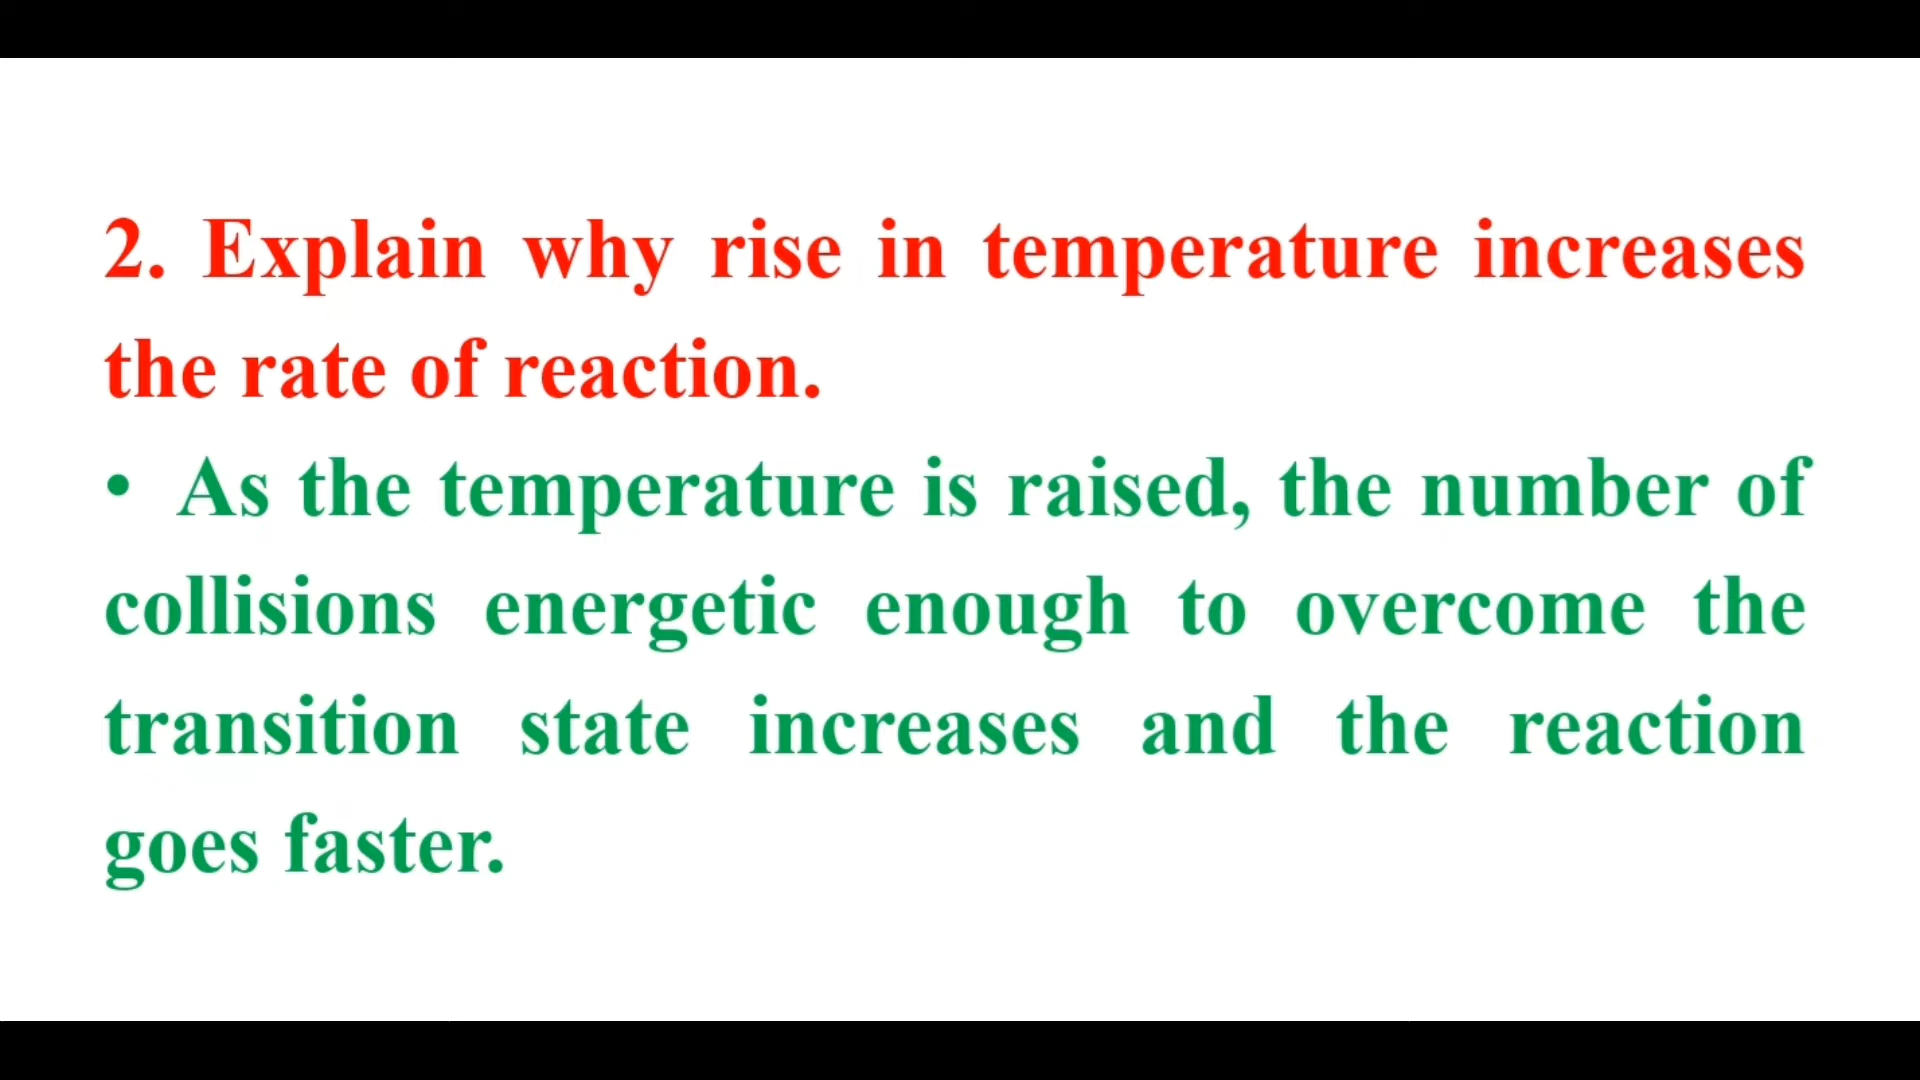 2. Explain why rise in temperature increases
the rate of reaction.
• As the temperature is raised, the number of
collisions energetic enough to overcome the
transition state increases and the reaction
goes faster.